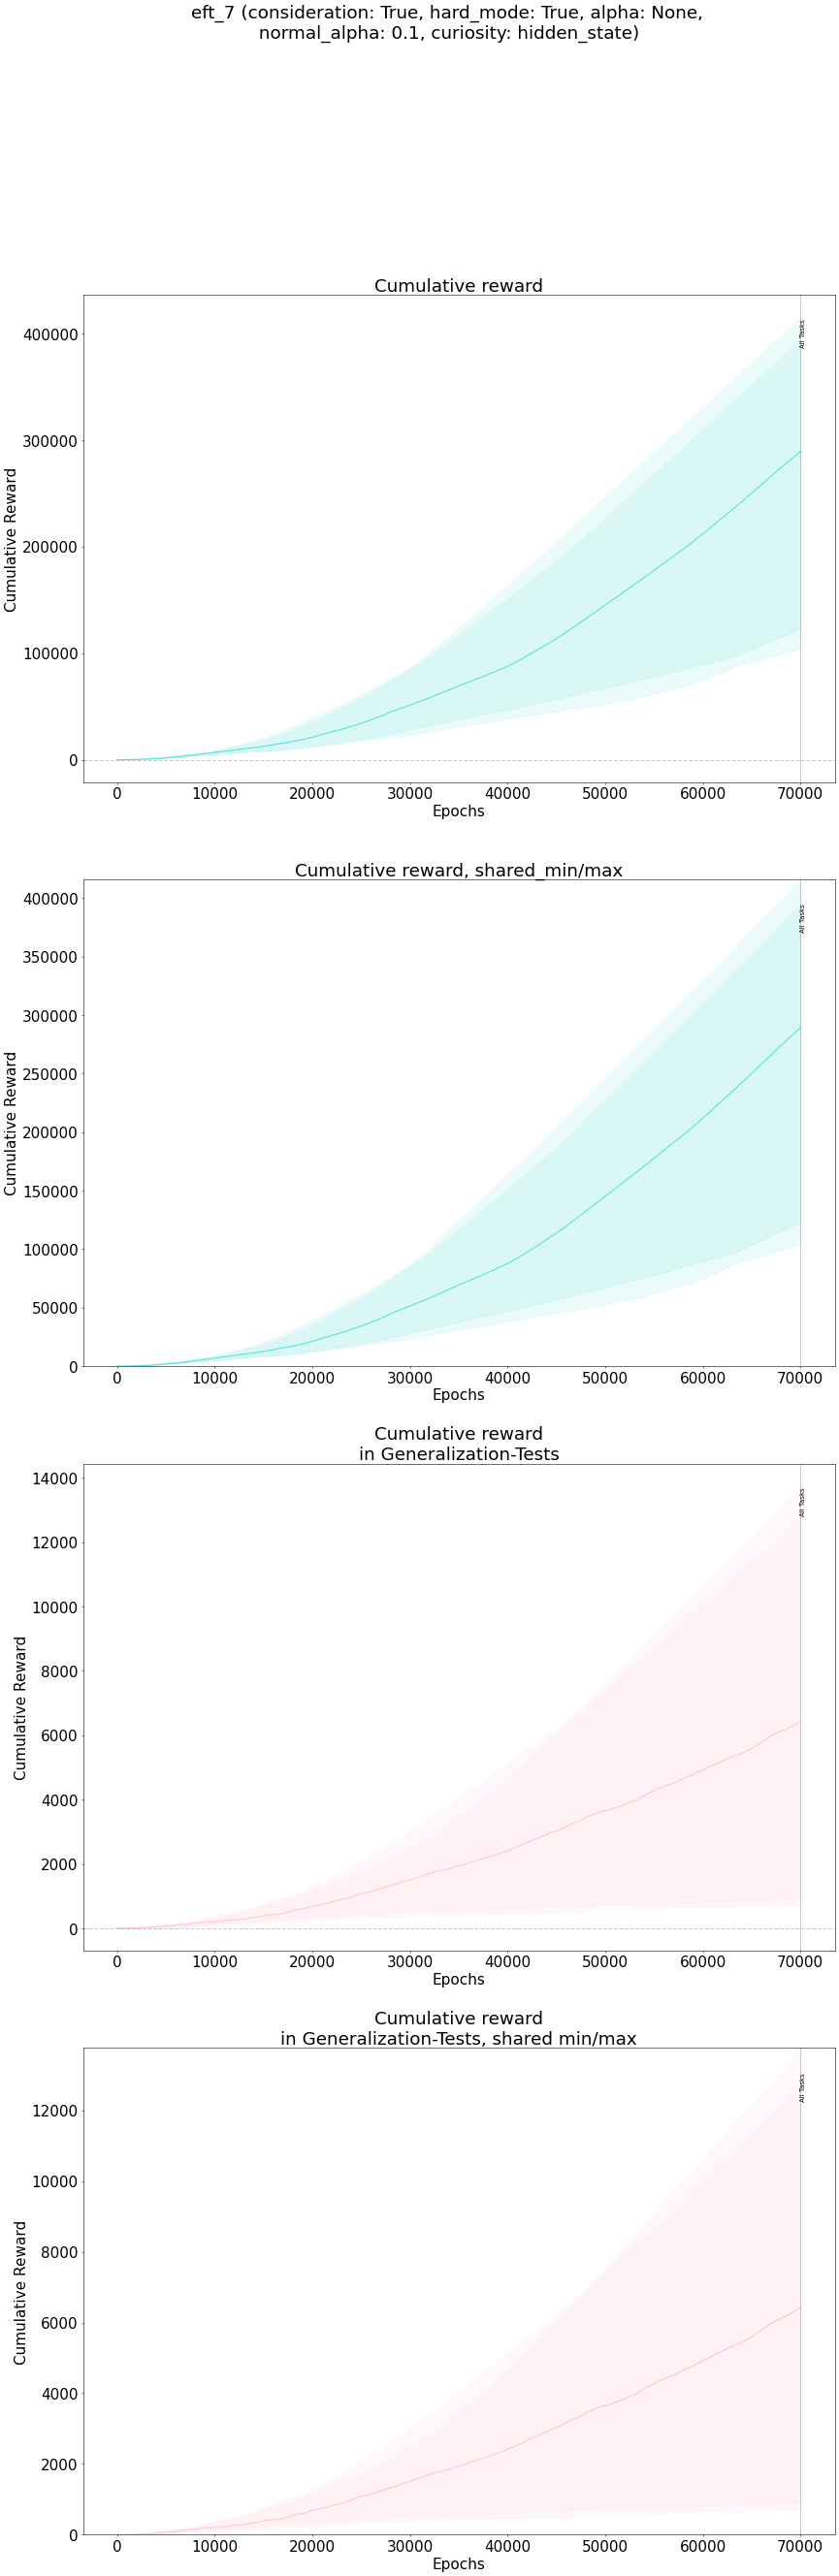 eft_7 (consideration: True, hard_mode: True, alpha: None,
normal_alpha: 0.1, curiosity: hidden_state)
Cumulative reward
All Tasks
400000
300000
200000
100000
0
Cumulative Reward
0 10000 20000 30000 40000 50000 60000 70000
Epochs
Cumulative reward, shared_min/max
All Tasks
400000
350000
300000
250000
200000
150000
100000
50000
0
Cumulative Reward
0 10000 20000 30000 40000 50000 60000 70000
Epochs
Cumulative reward
in Generalization-Tests
All Tasks
14000
12000
10000
8000
6000
4000
2000
0
Cumulative Reward
0 10000 20000 30000 40000 50000 60000 70000
Epochs
Cumulative reward
in Generalization-Tests, shared min/max
All Tasks
12000
10000
8000
6000
4000
2000
0
Cumulative Reward
0 10000 20000 30000 40000 50000 60000 70000
Epochs